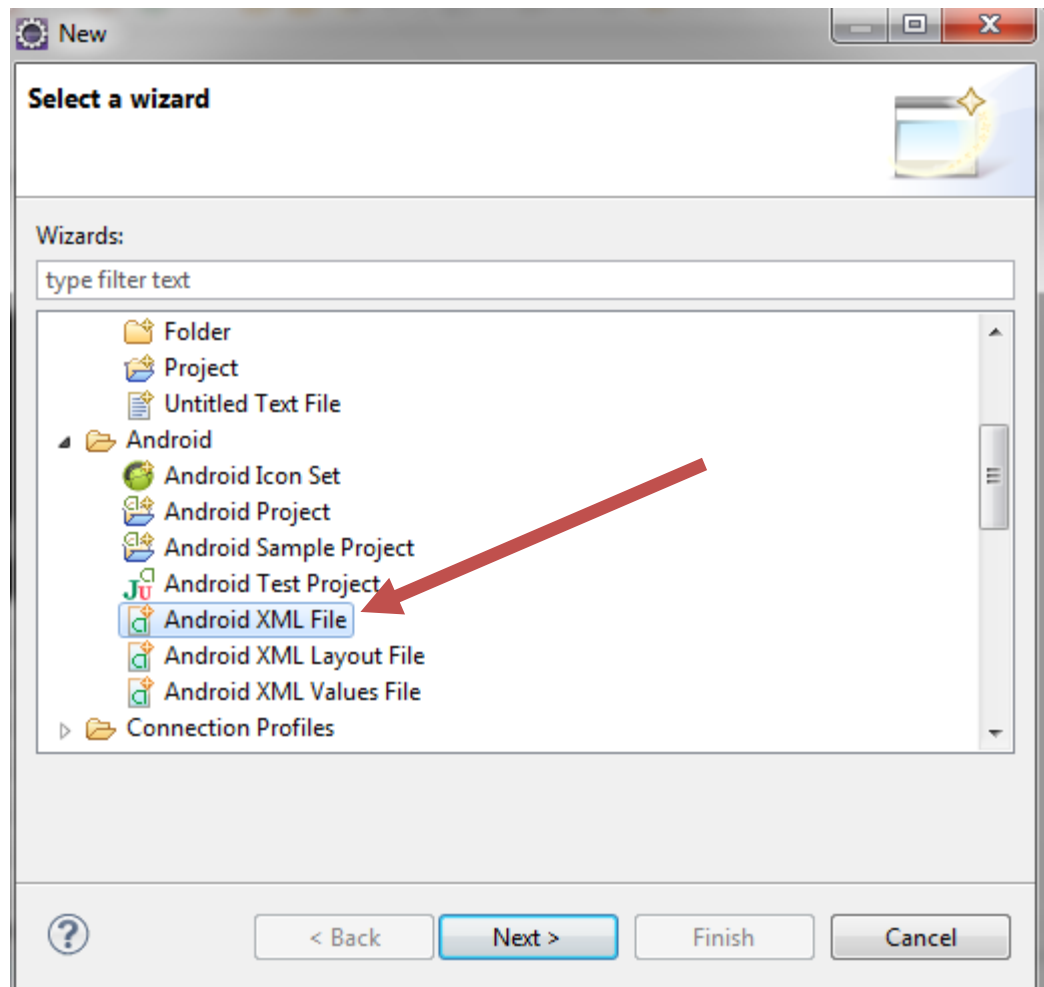 New
Select a wizard
Wizards:
type filter text
Folder
Project
Untitled Text File
Android
Android Icon Set
Android Project
Android Sample Project
Android Test Project
Android XML File
Android XML Layout File
Android XML Values File
Connection Profiles
? < Back Next > Finish Cancel